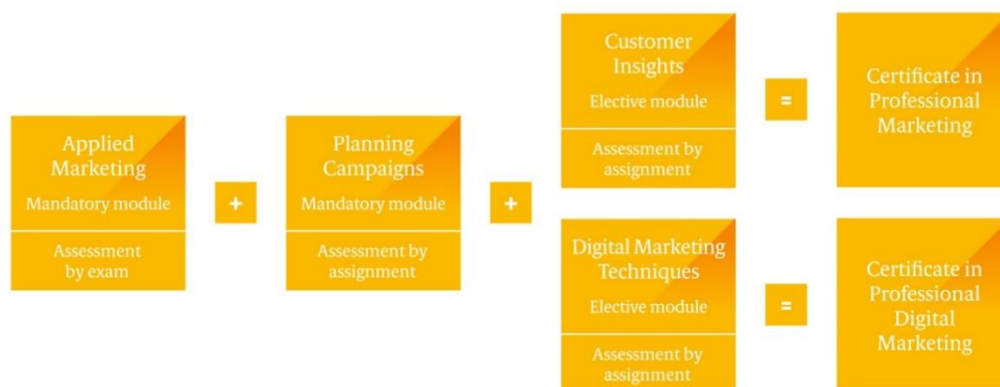 Applied
Marketing
Mandatory module
Assessment
by exam
+
Planning
Campaigns
Mandatory module
Assessment by
assignment
+
Customer
Insights
Elective module
Assessment by
assignment
=
Certificate in
Professional
Marketing
Digital Marketing
Techniques
Elective module
Assessment by
assignment
=
Certificate in
Professional
Digital
Marketing